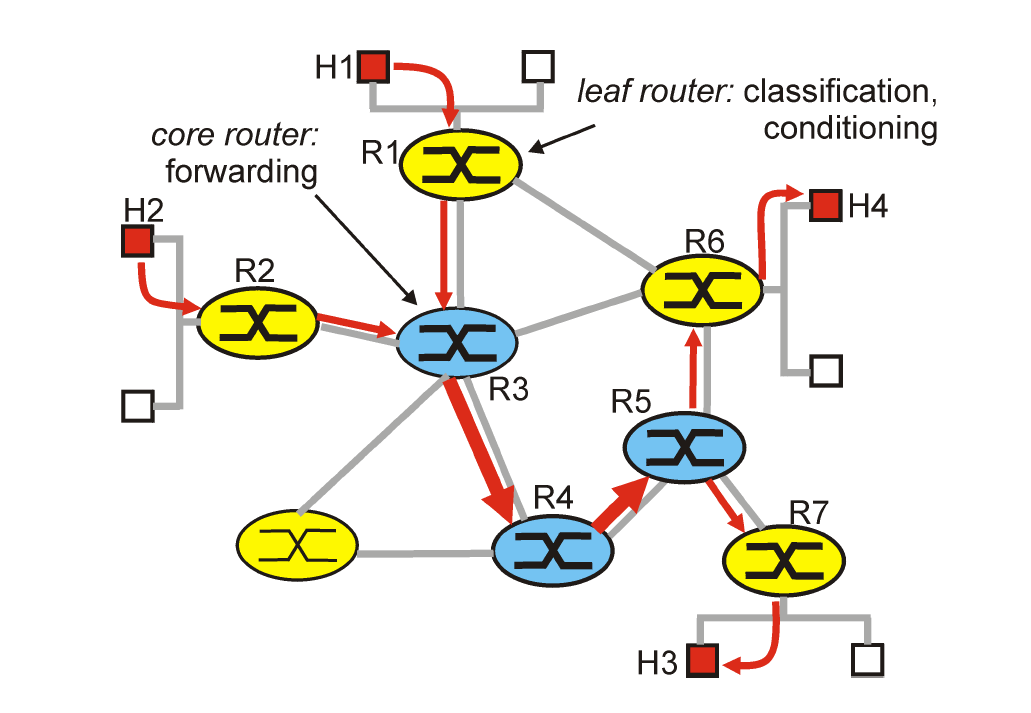 H1
leaf router: classification,
conditioning
core router:
forwarding
R1
H2
H4
R2
R6
R3
R5
R4
R7
H3